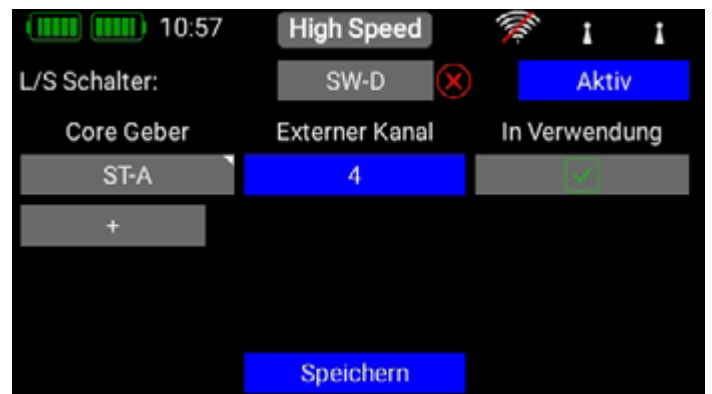 10:57 High Speed
L/S Schalter: SW-D Aktiv
Core Geber Externer Kanal In Verwendung
ST-A 4
+
Speichern